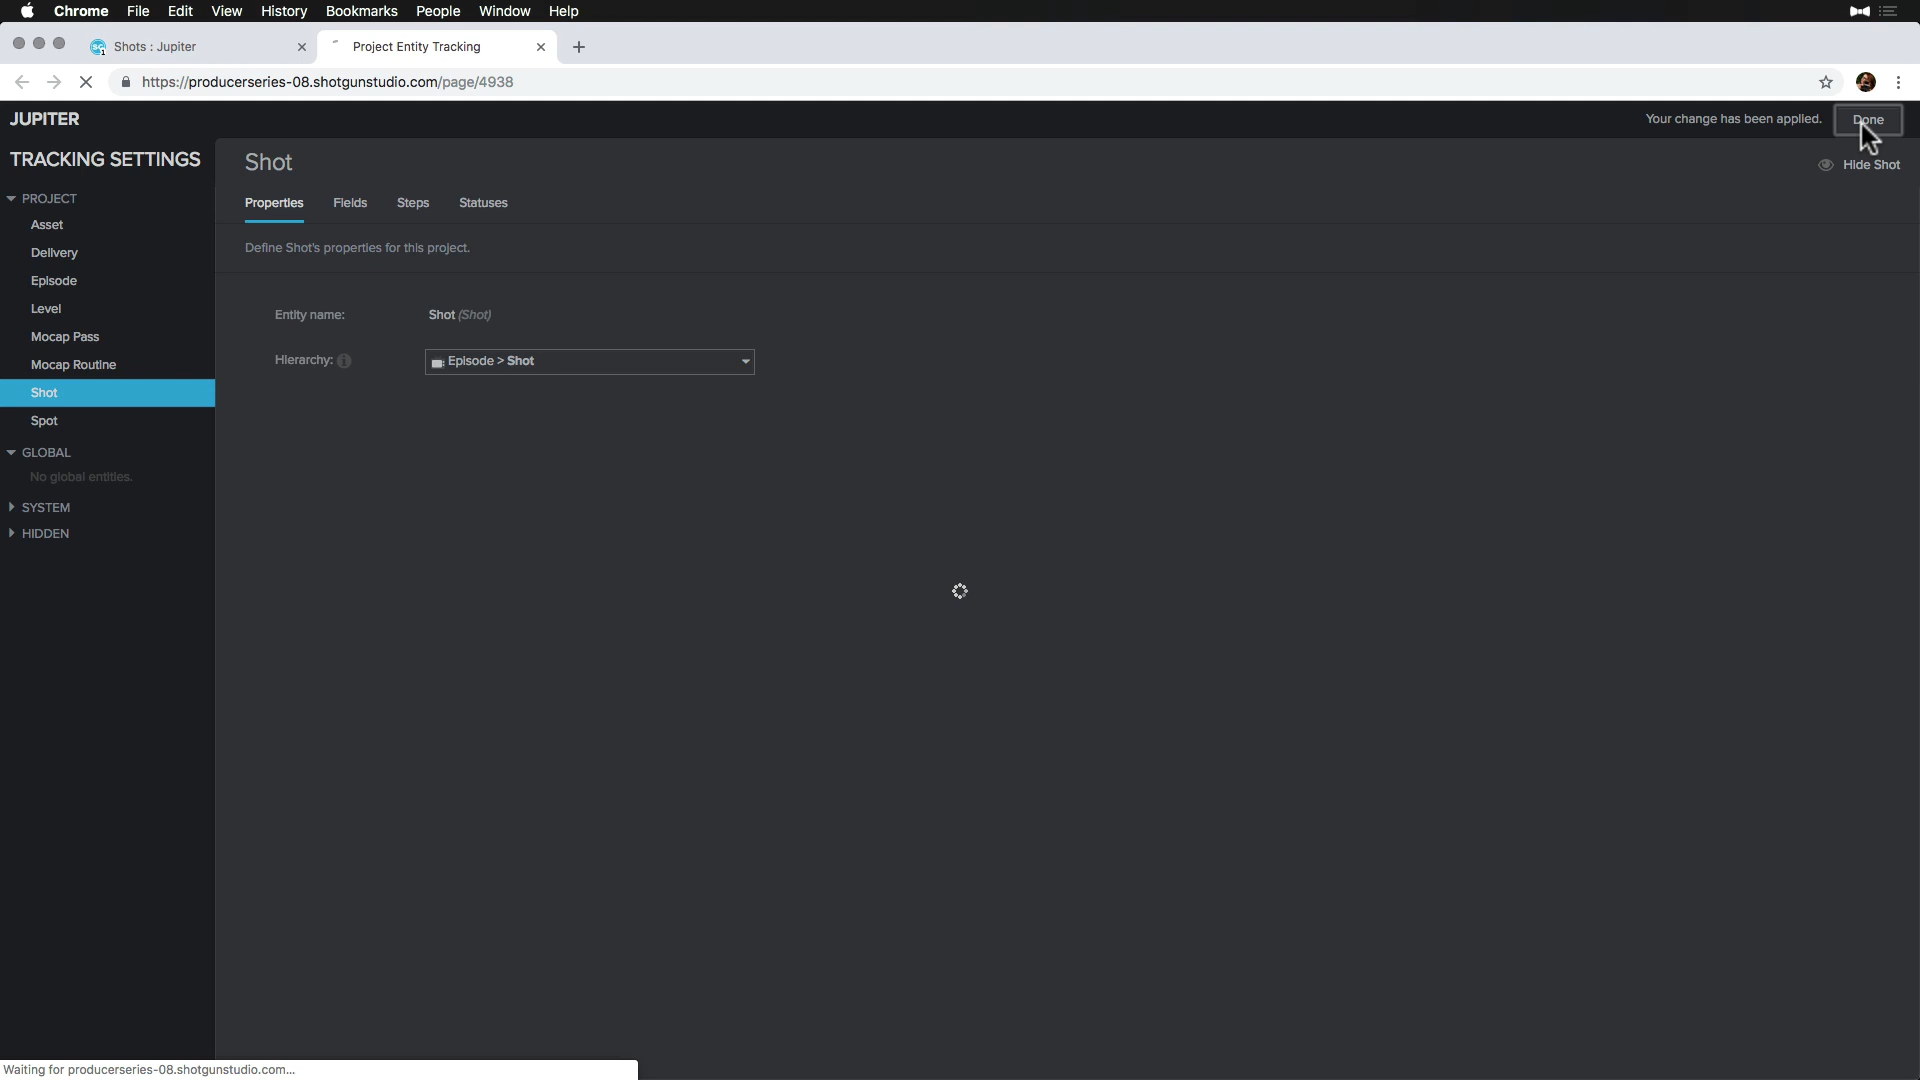 Chrome File Edit View History Bookmarks People Window Help
Shots : Jupiter
Project Entity Tracking
https://producerseries-08.shotgunstudio.com/page/4938
JUPITER
Your change has been applied.
Done
TRACKING SETTINGS
Shot
Hide Shot
PROJECT
Properties Fields Steps Statuses
Asset
Define Shot's properties for this project.
Delivery
Episode
Level
Entity name: Shot (Shot)
Mocap Pass
Hierarchy: Episode > Shot
Mocap Routine
Shot
Spot
GLOBAL
No global entities.
SYSTEM
HIDDEN
Waiting for producerseries-08.shotgunstudio.com...